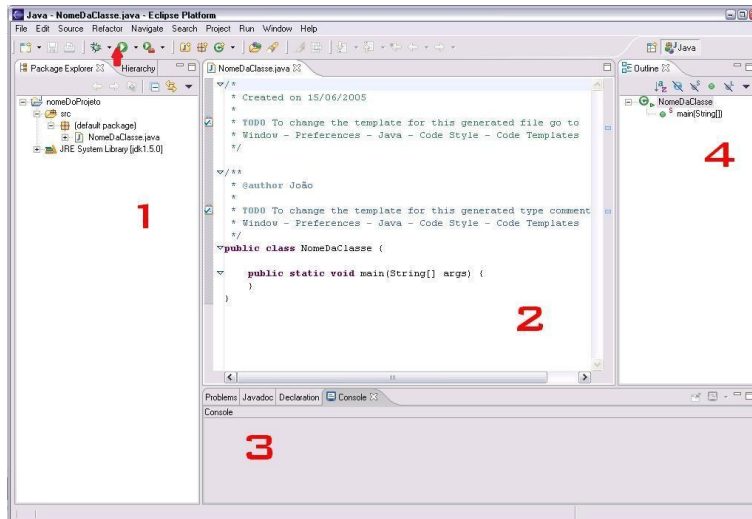 Java - NomeDaClasse.java - Eclipse Platform
File Edit Source Refactor Navigate Search Project Run Window Help
Java
Package Explorer Hierarchy
nomeDoProjeto
src
(default package)
NomeDaClasse.java
JRE System Library [jdk1.5.0]
1
NomeDaClasse.java
/*
* Created on 15/06/2005
*
* TODO To change the template for this generated file go to
* Window - Preferences - Java - Code Style - Code Templates
*/
/**
* @author João
*
* TODO To change the template for this generated type comment
* Window - Preferences - Java - Code Style - Code Templates
*/
public class NomeDaClasse {
public static void main(String[] args) {
}
}
2
Outline
NomeDaClasse
main(String[])
4
Problems Javadoc Declaration Console
Console
3